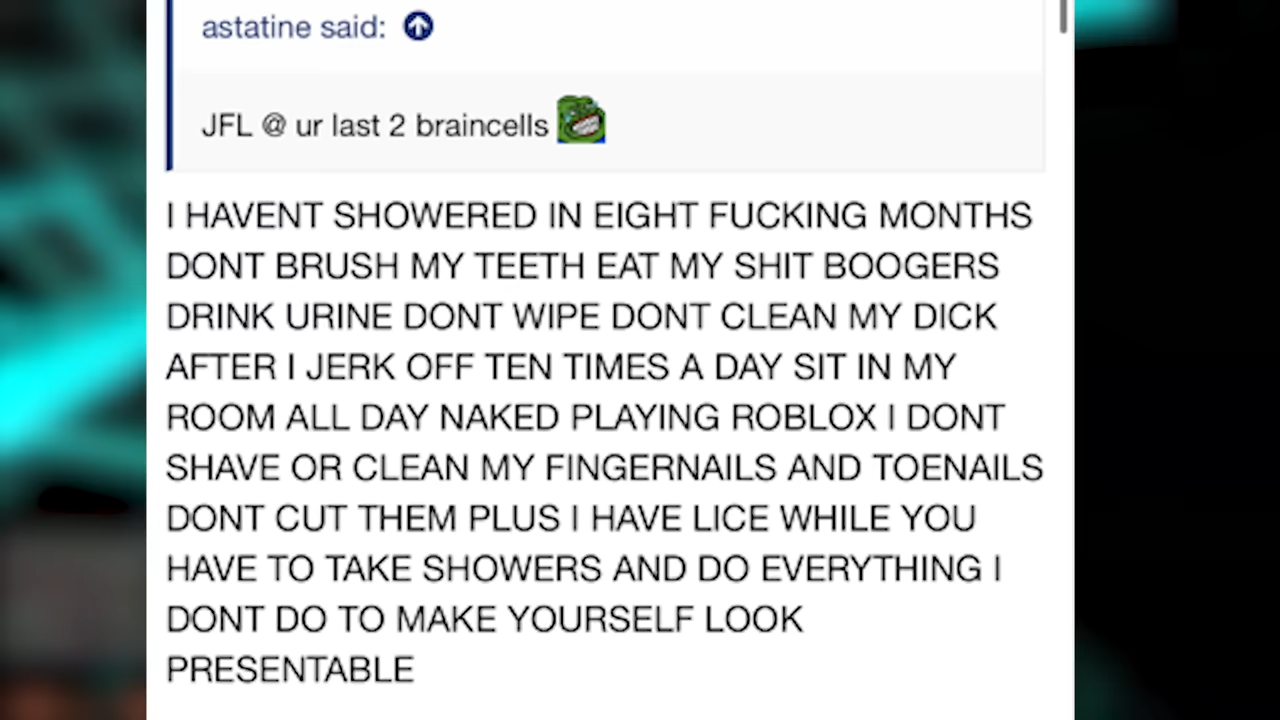 astatine said:
JFL @ ur last 2 braincells
I HAVENT SHOWERED IN EIGHT FUCKING MONTHS
DONT BRUSH MY TEETH EAT MY SHIT BOOGERS
DRINK URINE DONT WIPE DONT CLEAN MY DICK
AFTER I JERK OFF TEN TIMES A DAY SIT IN MY
ROOM ALL DAY NAKED PLAYING ROBLOX I DONT
SHAVE OR CLEAN MY FINGERNAILS AND TOENAILS
DONT CUT THEM PLUS I HAVE LICE WHILE YOU
HAVE TO TAKE SHOWERS AND DO EVERYTHING I
DONT DO TO MAKE YOURSELF LOOK
PRESENTABLE